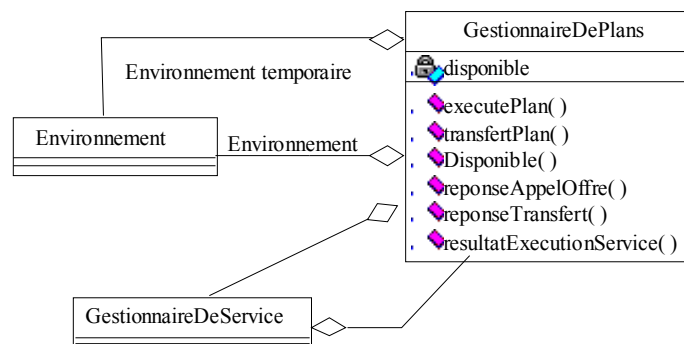 GestionnaireDePlans
disponible
Environnement temporaire
executePlan( )
transfertPlan( )
Environnement
Environnement
Disponible( )
reponseAppelOffre( )
reponseTransfert( )
resultatExecutionService( )
GestionnaireDeService